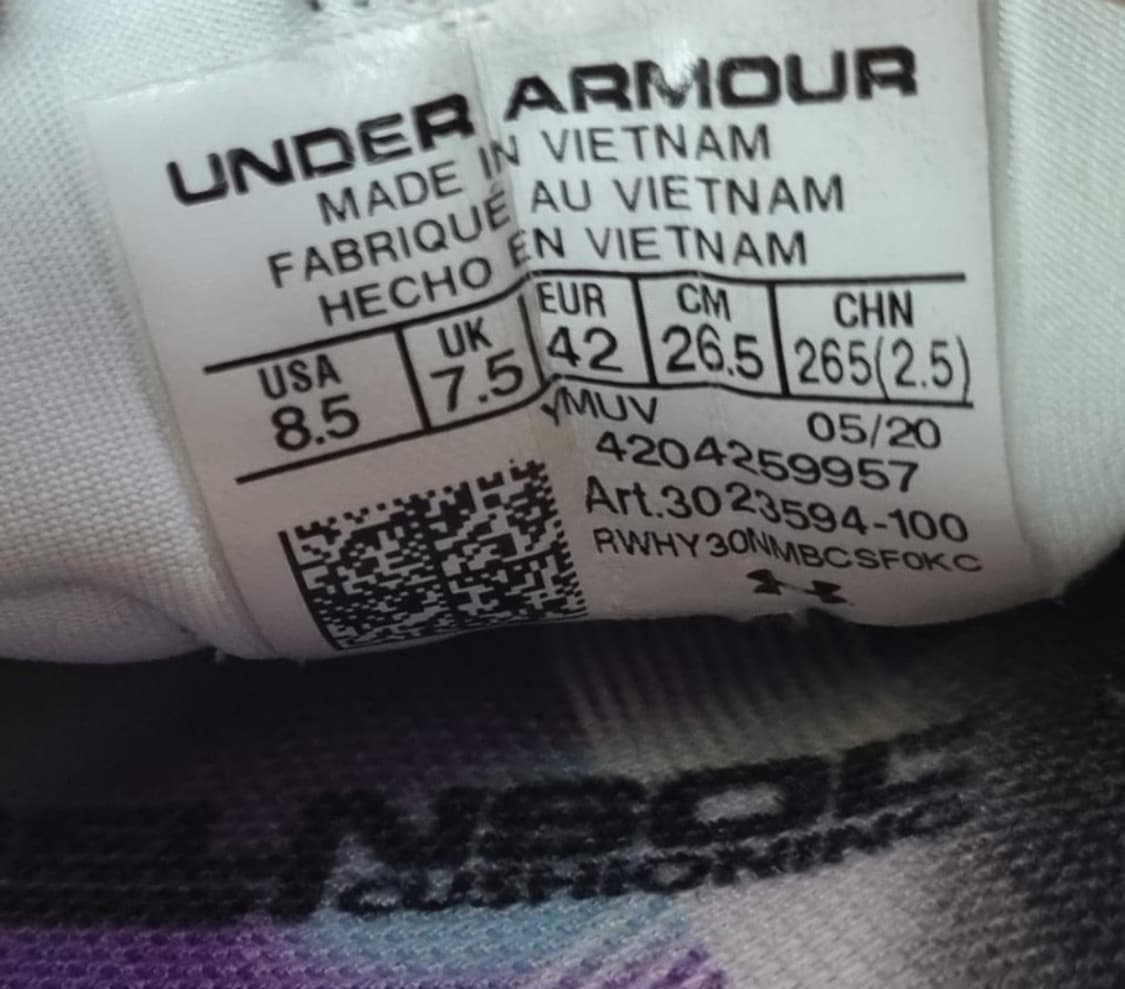 UNDER ARMOUR
MADE IN VIETNAM
FABRIQUÉ AU VIETNAM
HECHO EN VIETNAM
USA UK EUR CM CHN
8.5 7.5 42 26.5 265(2.5)
YMUV 05/20
4204259957
Art.3023594-100
RWHY30NMBCSF0KC
CUSHIONING